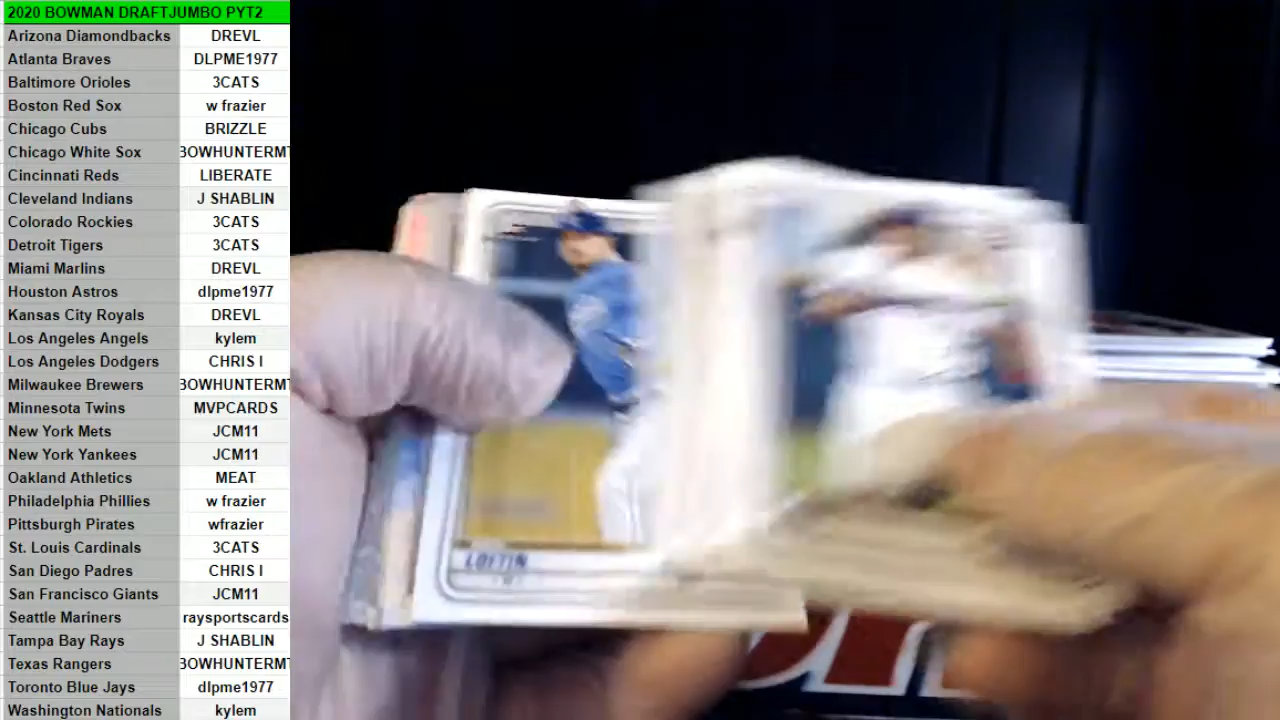 2020 BOWMAN DRAFTJUMBO PYT2
Arizona Diamondbacks DREVL
Atlanta Braves DLPME1977
Baltimore Orioles 3CATS
Boston Red Sox w frazier
Chicago Cubs BRIZZLE
Chicago White Sox BOWHUNTERMT
Cincinnati Reds LIBERATE
Cleveland Indians J SHABLIN
Colorado Rockies 3CATS
Detroit Tigers 3CATS
Miami Marlins DREVL
Houston Astros dlpme1977
Kansas City Royals DREVL
Los Angeles Angels kylem
Los Angeles Dodgers CHRIS I
Milwaukee Brewers BOWHUNTERMT
Minnesota Twins MVPCARDS
New York Mets JCM11
New York Yankees JCM11
Oakland Athletics MEAT
Philadelphia Phillies w frazier
Pittsburgh Pirates wfrazier
St. Louis Cardinals 3CATS
San Diego Padres CHRIS I
San Francisco Giants JCM11
Seattle Mariners raysportscards
Tampa Bay Rays J SHABLIN
Texas Rangers BOWHUNTERMT
Toronto Blue Jays dlpme1977
Washington Nationals kylem
LOFTIN